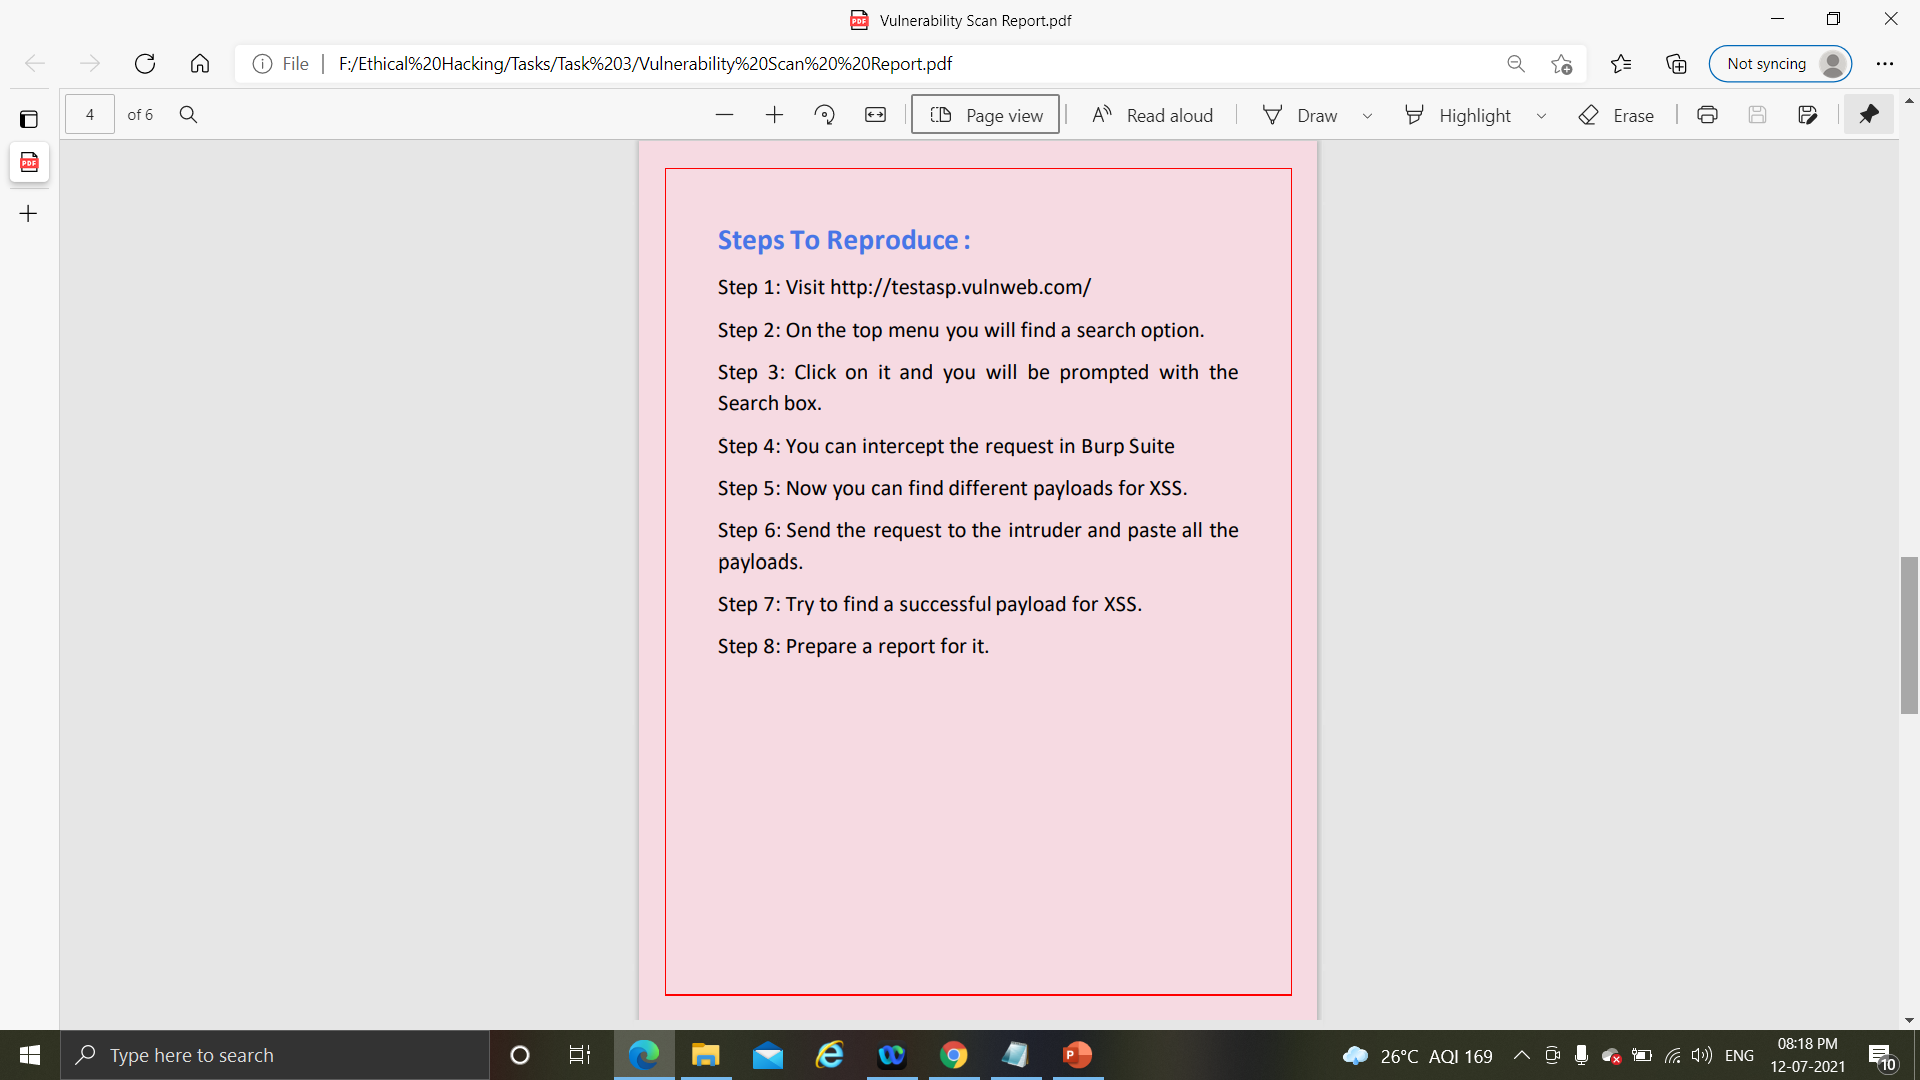 Vulnerability Scan Report.pdf
File
F:/Ethical%20Hacking/Tasks/Task%203/Vulnerability%20Scan%20%20Report.pdf
Not syncing
4 of 6
Page view
Read aloud
Draw
Highlight
Erase
Steps To Reproduce :
Step 1: Visit http://testasp.vulnweb.com/
Step 2: On the top menu you will find a search option.
Step 3: Click on it and you will be prompted with the
Search box.
Step 4: You can intercept the request in Burp Suite
Step 5: Now you can find different payloads for XSS.
Step 6: Send the request to the intruder and paste all the
payloads.
Step 7: Try to find a successful payload for XSS.
Step 8: Prepare a report for it.
Type here to search
26°C AQI 169
ENG
08:18 PM
12-07-2021
10